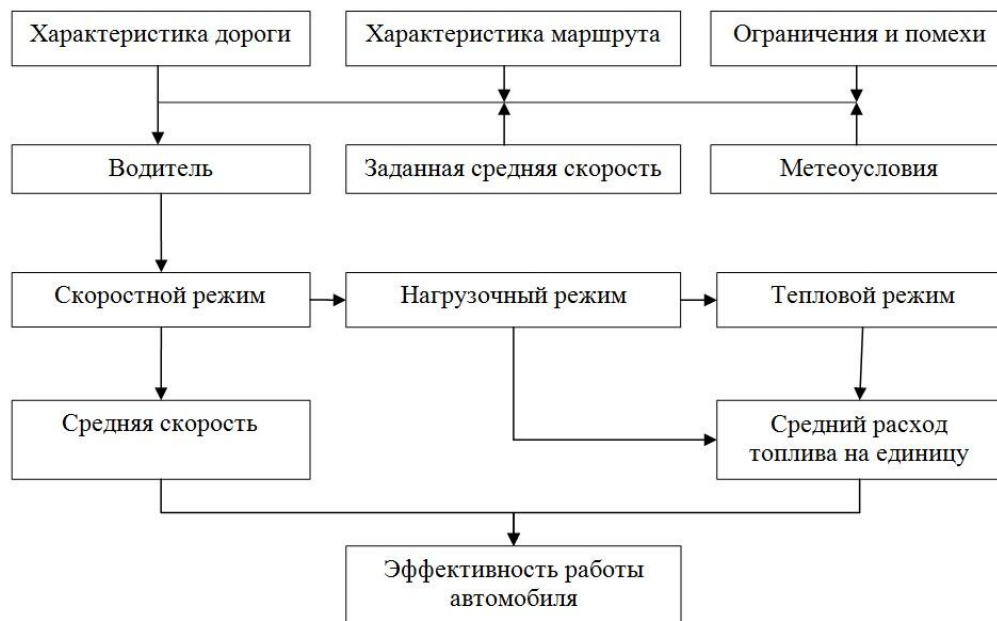 Характеристика дороги
Характеристика маршрута
Ограничения и помехи
Водитель
Заданная средняя скорость
Метеоусловия
Скоростной режим
Нагрузочный режим
Тепловой режим
Средняя скорость
Средний расход
топлива на единицу
Эффективность работы
автомобиля